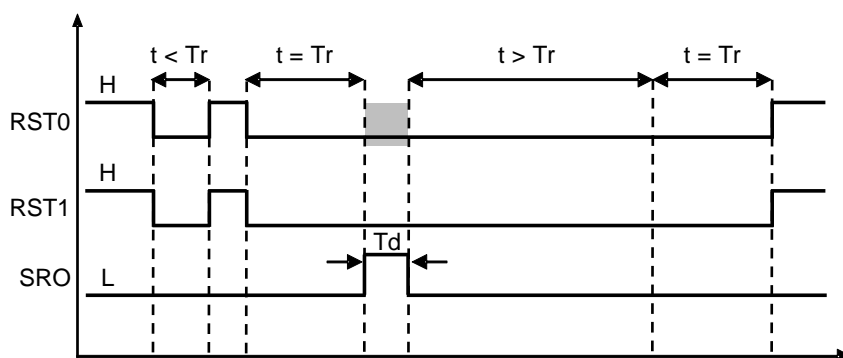 t < Tr
t = Tr
t > Tr
t = Tr
H
RST0
H
RST1
Td
SRO
L